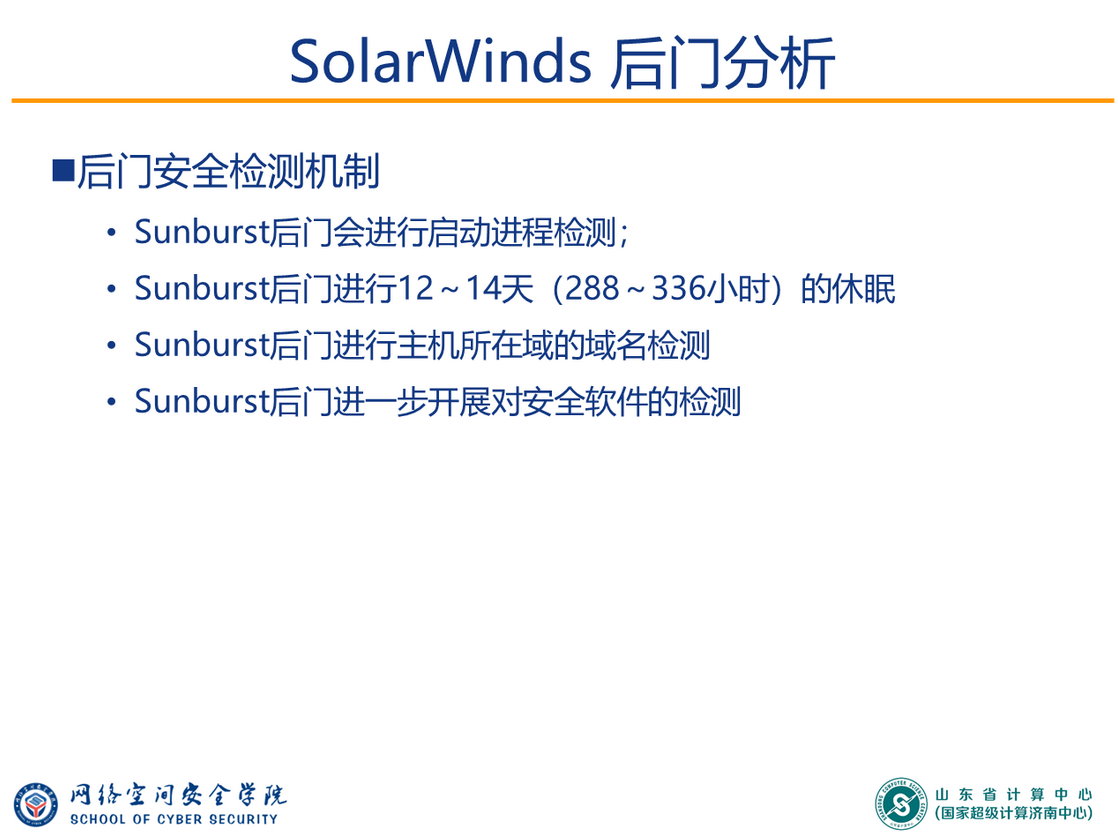 SolarWinds 后门分析
■后门安全检测机制
• Sunburst后门会进行启动进程检测；
• Sunburst后门进行12～14天（288～336小时）的休眠
• Sunburst后门进行主机所在域的域名检测
• Sunburst后门进一步开展对安全软件的检测
网络空间安全学院
SCHOOL OF CYBER SECURITY
山东省计算中心
(国家超级计算济南中心)